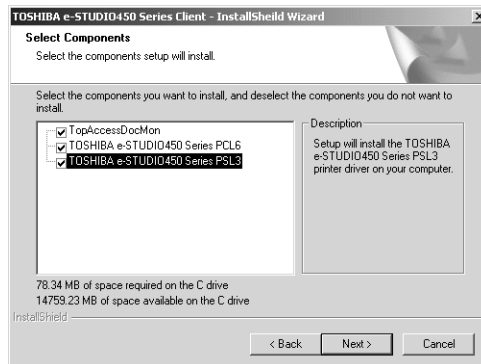 TOSHIBA e-STUDIO450 Series Client - InstallSheild Wizard
Select Components
Select the components setup will install.
Select the components you want to install, and deselect the components you do not want to
install.
TopAccessDocMon
TOSHIBA e-STUDIO450 Series PCL6
TOSHIBA e-STUDIO450 Series PSL3
Description
Setup will install the TOSHIBA
e-STUDIO450 Series PSL3
printer driver on your computer.
78.34 MB of space required on the C drive
14759.23 MB of space available on the C drive
InstallShield
< Back
Next >
Cancel